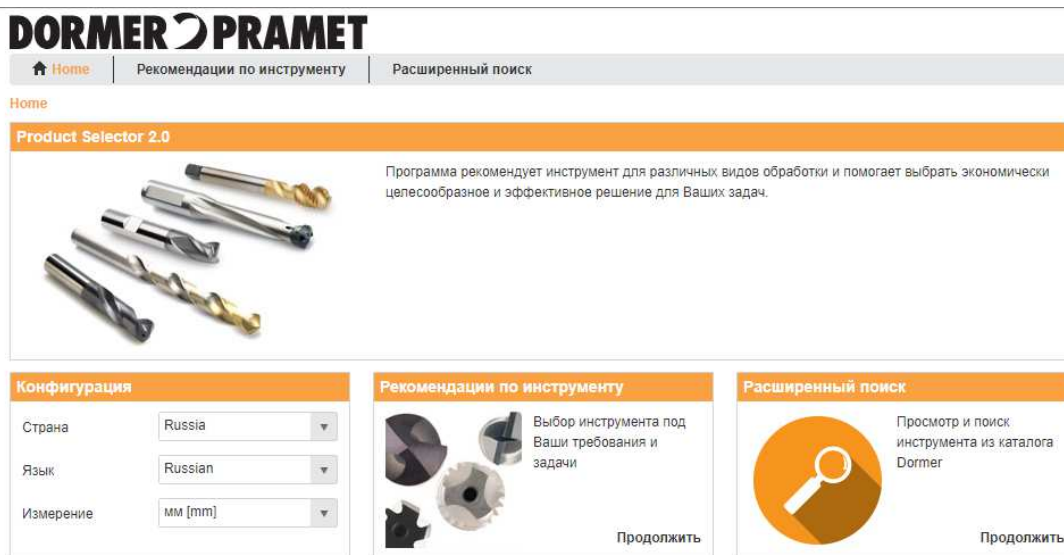 DORMER PRAMET
Home
Рекомендации по инструменту
Расширенный поиск
Home
Product Selector 2.0
Программа рекомендует инструмент для различных видов обработки и помогает выбрать экономически
целесообразное и эффективное решение для Ваших задач.
Конфигурация
Страна
Russia
Язык
Russian
Измерение
мм [mm]
Рекомендации по инструменту
Выбор инструмента под
Ваши требования и
задачи
Продолжить
Расширенный поиск
Просмотр и поиск
инструмента из каталога
Dormer
Продолжить